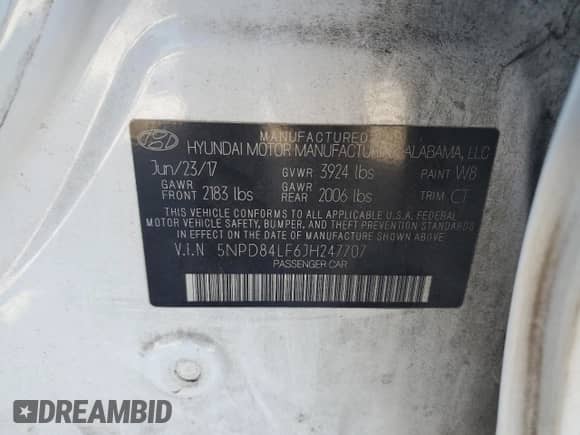 MANUFACTURED BY
HYUNDAI MOTOR MANUFACTURING ALABAMA, LLC
Jun/23/17 GVWR 3924 lbs PAINT W8
GAWR FRONT 2183 lbs GAWR REAR 2006 lbs TRIM CT
THIS VEHICLE CONFORMS TO ALL APPLICABLE U.S.A. FEDERAL
MOTOR VEHICLE SAFETY, BUMPER, AND THEFT PREVENTION STANDARDS
IN EFFECT ON THE DATE OF MANUFACTURE SHOWN ABOVE.
V.I.N 5NPD84LF6JH247707
PASSENGER CAR
DREAMBID